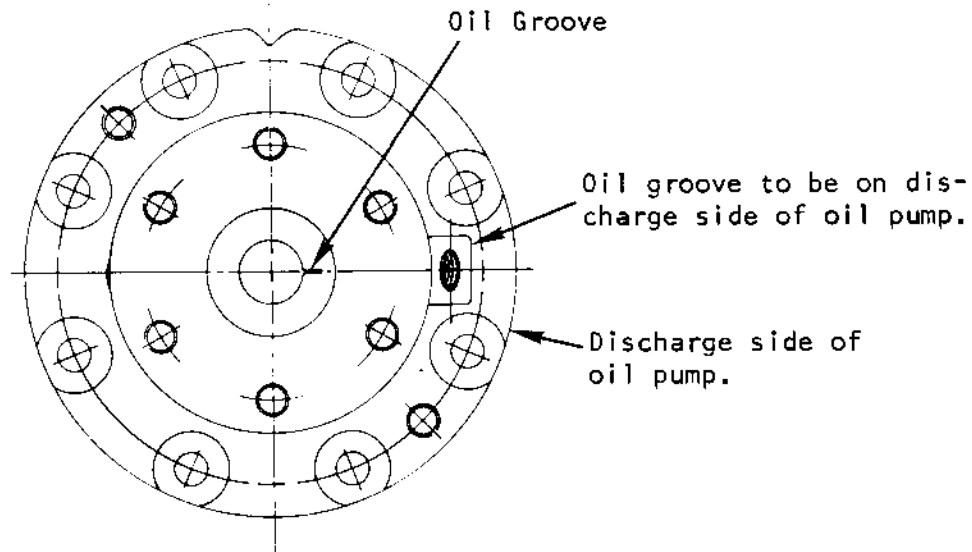 Oil Groove
Oil groove to be on dis-
charge side of oil pump.
Discharge side of
oil pump.